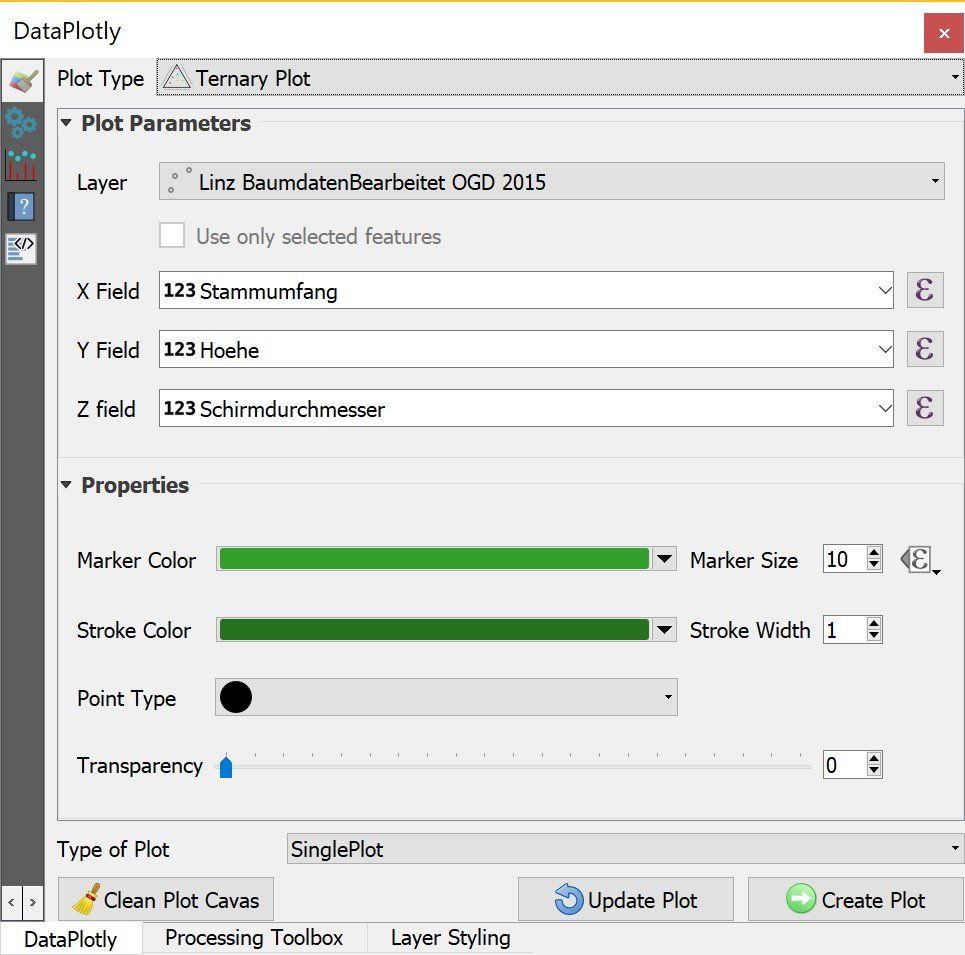 DataPlotly
Plot Type Ternary Plot
Plot Parameters
Layer Linz BaumdatenBearbeitet OGD 2015
Use only selected features
X Field 123 Stammumfang ε
Y Field 123 Hoehe ε
Z field 123 Schirmdurchmesser ε
Properties
Marker Color Marker Size 10 ε
Stroke Color Stroke Width 1
Point Type
Transparency 0
Type of Plot SinglePlot
Clean Plot Cavas Update Plot Create Plot
DataPlotly Processing Toolbox Layer Styling